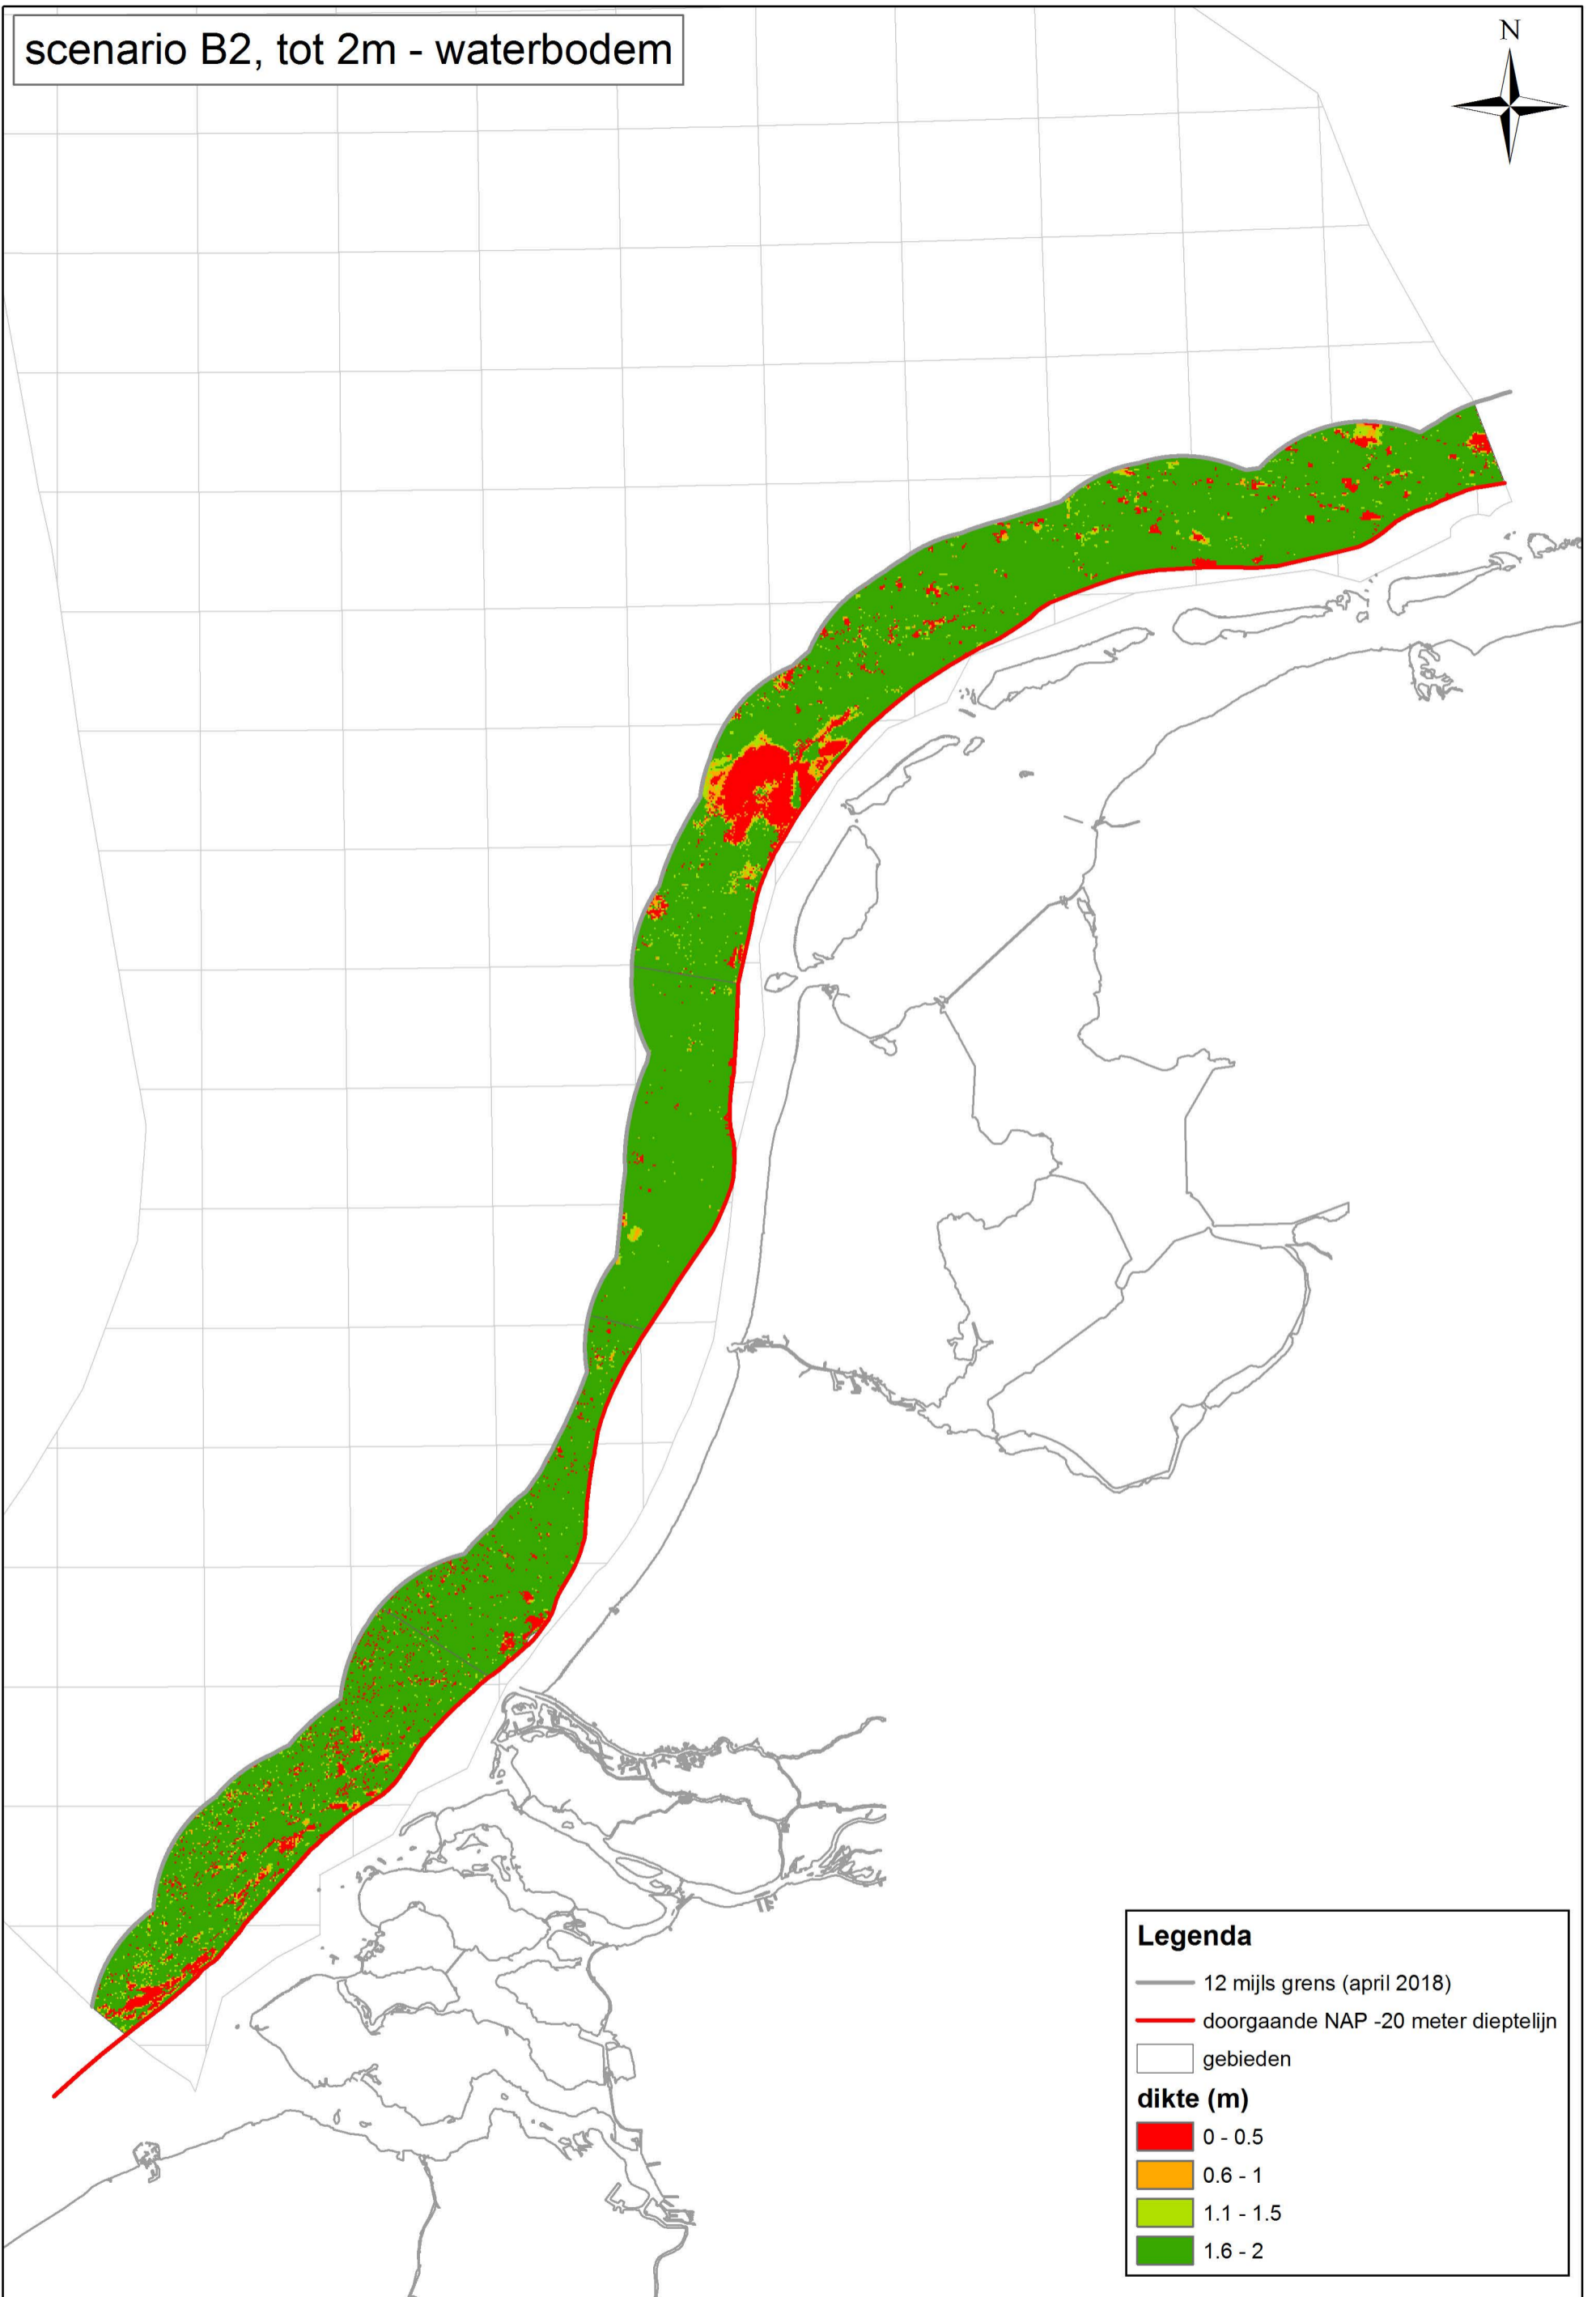 scenario B2, tot 2m - waterbodem
N
Legenda
12 mijls grens (april 2018)
doorgaande NAP -20 meter dieptelijn
gebieden
dikte (m)
0 - 0.5
0.6 - 1
1.1 - 1.5
1.6 - 2